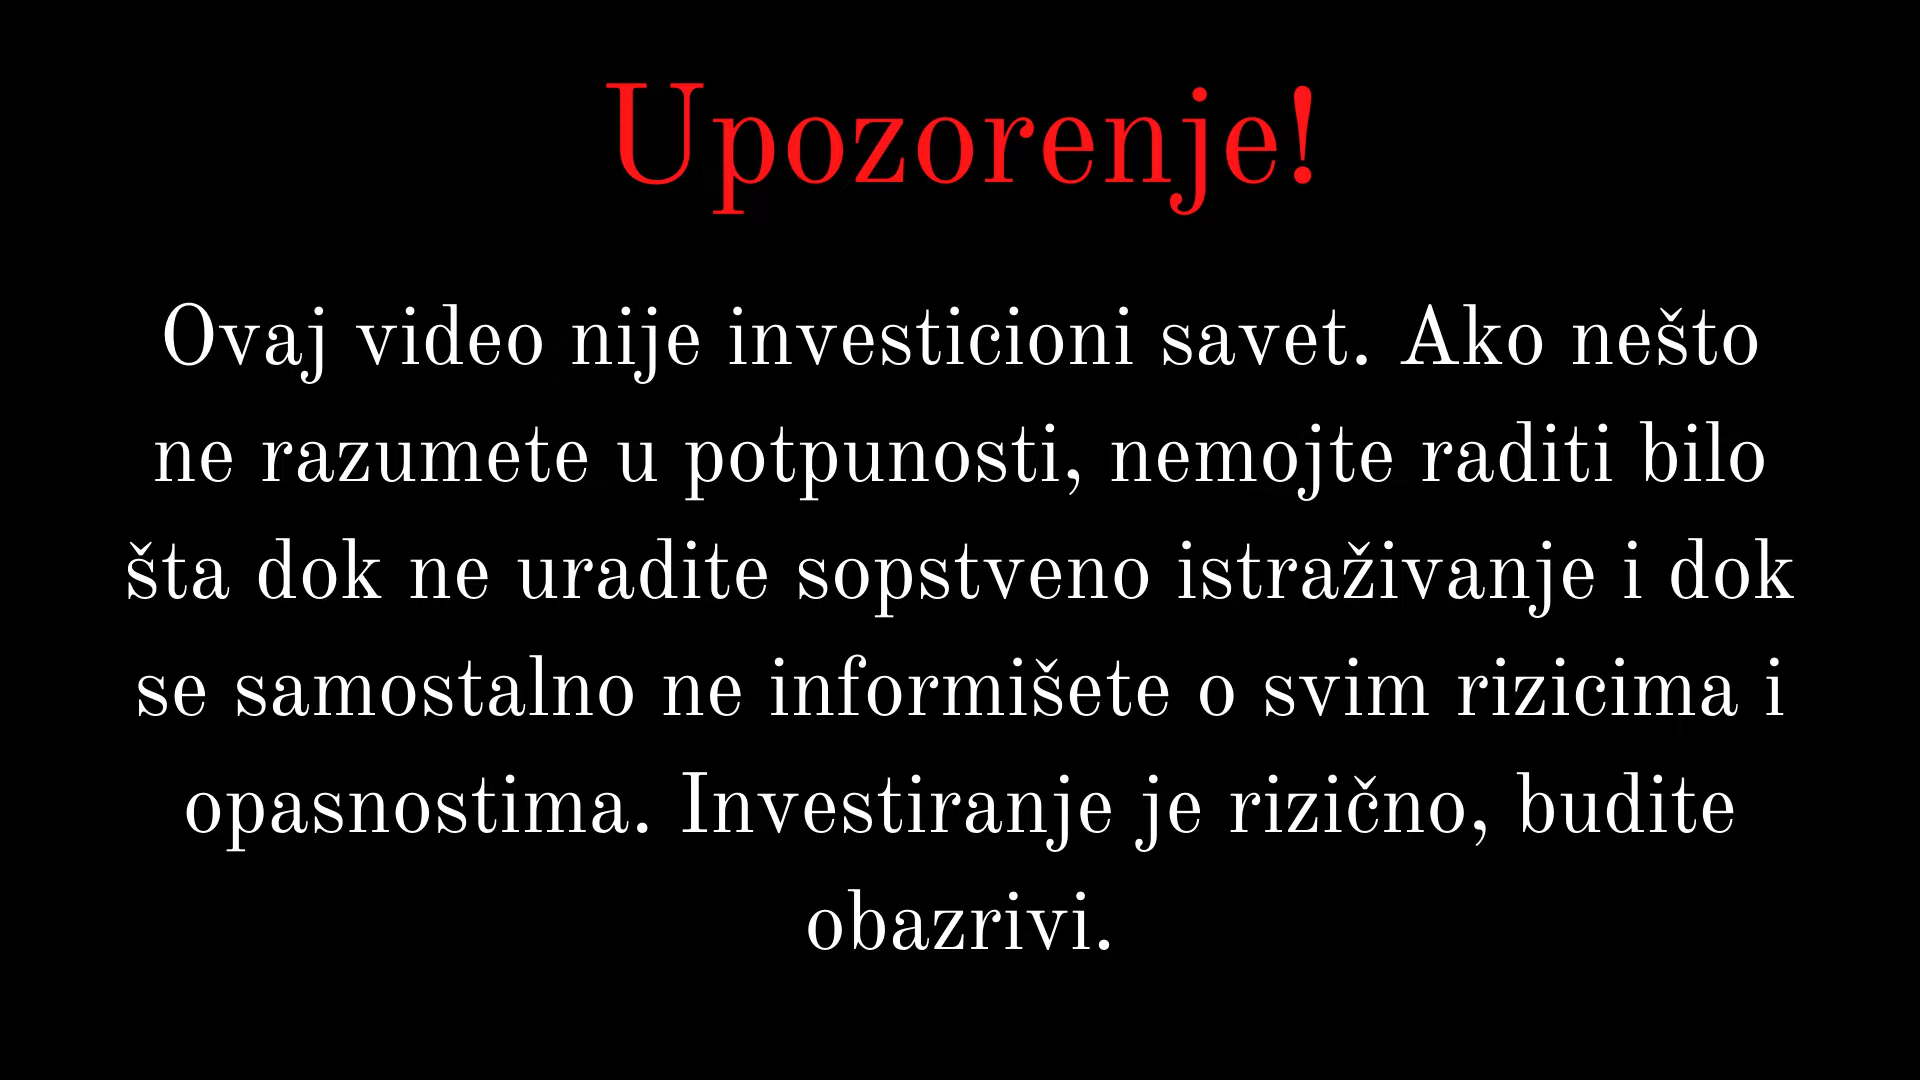 Upozorenje!
Ovaj video nije investicioni savet. Ako nešto
ne razumete u potpunosti, nemojte raditi bilo
šta dok ne uradite sopstveno istraživanje i dok
se samostalno ne informišete o svim rizicima i
opasnostima. Investiranje je rizično, budite
obazrivi.